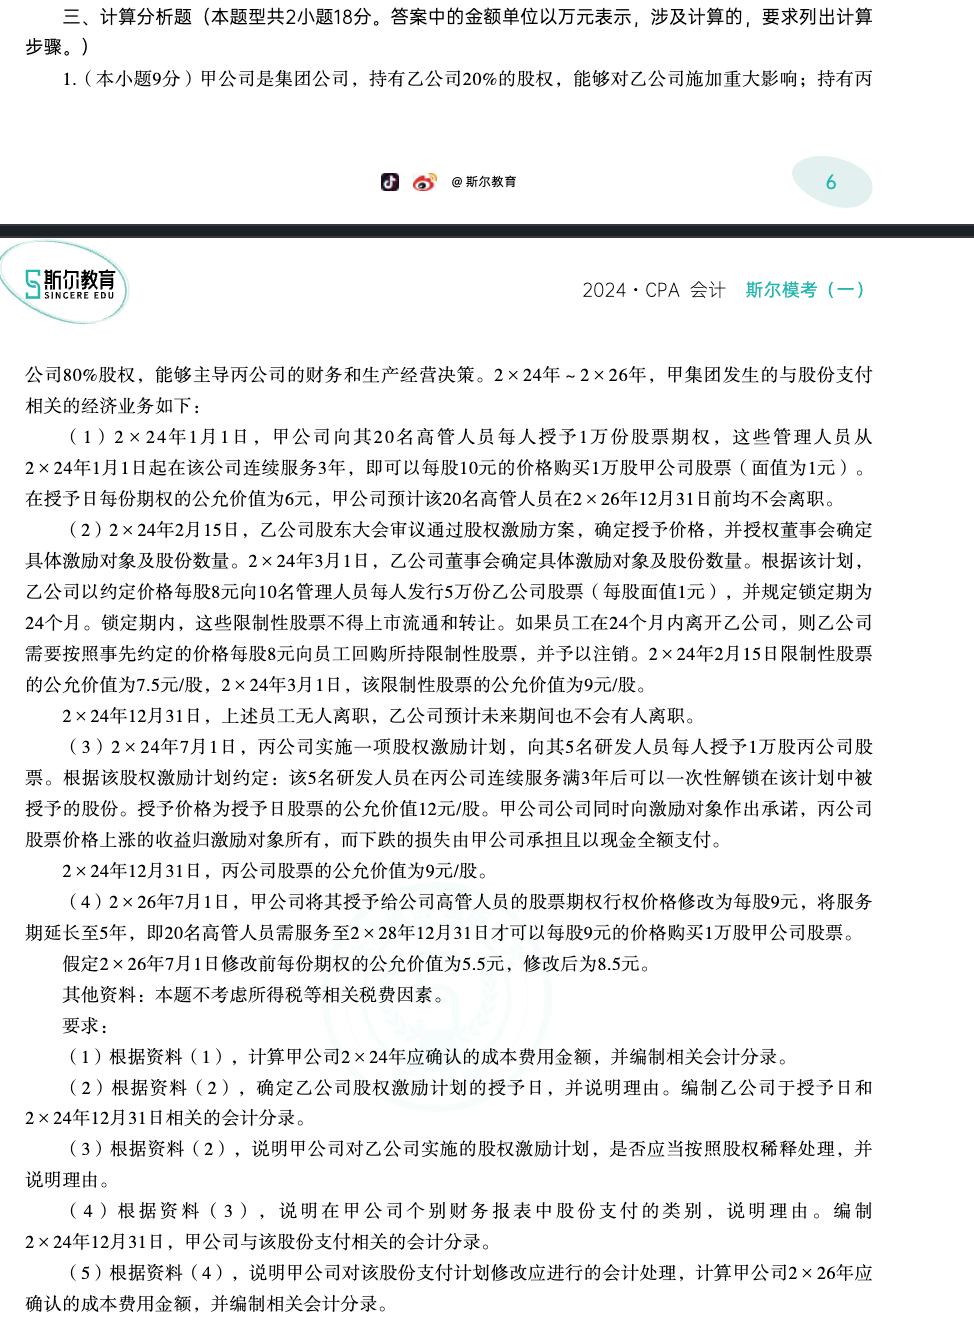 三、计算分析题（本题型共2小题18分。答案中的金额单位以万元表示，涉及计算的，要求列出计算
步骤。）
1.（本小题9分）甲公司是集团公司，持有乙公司20%的股权，能够对乙公司施加重大影响；持有丙
@斯尔教育
6
斯尔教育
SINCERE EDU
2024·CPA 会计 斯尔模考（一）
公司80%股权，能够主导丙公司的财务和生产经营决策。2×24年~2×26年，甲集团发生的与股份支付
相关的经济业务如下：
（1）2×24年1月1日，甲公司向其20名高管人员每人授予1万份股票期权，这些管理人员从
2×24年1月1日起在该公司连续服务3年，即可以每股10元的价格购买1万股甲公司股票（面值为1元）。
在授予日每份期权的公允价值为6元，甲公司预计该20名高管人员在2×26年12月31日前均不会离职。
（2）2×24年2月15日，乙公司股东大会审议通过股权激励方案，确定授予价格，并授权董事会确定
具体激励对象及股份数量。2×24年3月1日，乙公司董事会确定具体激励对象及股份数量。根据该计划，
乙公司以约定价格每股8元向10名管理人员每人发行5万份乙公司股票（每股面值1元），并规定锁定期为
24个月。锁定期内，这些限制性股票不得上市流通和转让。如果员工在24个月内离开乙公司，则乙公司
需要按照事先约定的价格每股8元向员工回购所持限制性股票，并予以注销。2×24年2月15日限制性股票
的公允价值为7.5元/股，2×24年3月1日，该限制性股票的公允价值为9元/股。
2×24年12月31日，上述员工无人离职，乙公司预计未来期间也不会有人离职。
（3）2×24年7月1日，丙公司实施一项股权激励计划，向其5名研发人员每人授予1万股丙公司股
票。根据该股权激励计划约定：该5名研发人员在丙公司连续服务满3年后可以一次性解锁在该计划中被
授予的股份。授予价格为授予日股票的公允价值12元/股。甲公司公司同时向激励对象作出承诺，丙公司
股票价格上涨的收益归激励对象所有，而下跌的损失由甲公司承担且以现金全额支付。
2×24年12月31日，丙公司股票的公允价值为9元/股。
（4）2×26年7月1日，甲公司将其授予给公司高管人员的股票期权行权价格修改为每股9元，将服务
期延长至5年，即20名高管人员需服务至2×28年12月31日才可以每股9元的价格购买1万股甲公司股票。
假定2×26年7月1日修改前每份期权的公允价值为5.5元，修改后为8.5元。
其他资料：本题不考虑所得税等相关税费因素。
要求：
（1）根据资料（1），计算甲公司2×24年应确认的成本费用金额，并编制相关会计分录。
（2）根据资料（2），确定乙公司股权激励计划的授予日，并说明理由。编制乙公司于授予日和
2×24年12月31日相关的会计分录。
（3）根据资料（2），说明甲公司对乙公司实施的股权激励计划，是否应当按照股权稀释处理，并
说明理由。
（4）根据资料（3），说明在甲公司个别财务报表中股份支付的类别，说明理由。编制
2×24年12月31日，甲公司与该股份支付相关的会计分录。
（5）根据资料（4），说明甲公司对该股份支付计划修改应进行的会计处理，计算甲公司2×26年应
确认的成本费用金额，并编制相关会计分录。